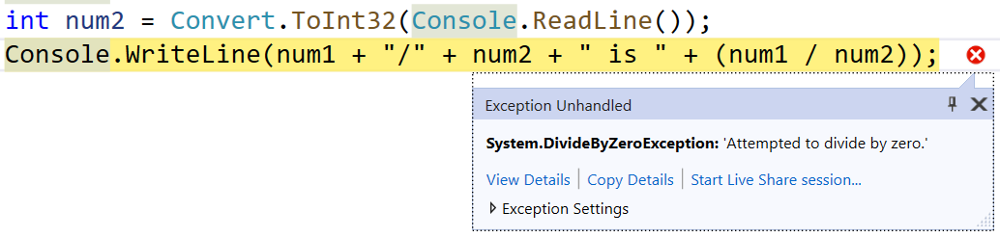 int num2 = Convert.ToInt32(Console.ReadLine());
Console.WriteLine(num1 + "/" + num2 + " is " + (num1 / num2));
Exception Unhandled
System.DivideByZeroException: 'Attempted to divide by zero.'
View Details | Copy Details | Start Live Share session...
Exception Settings